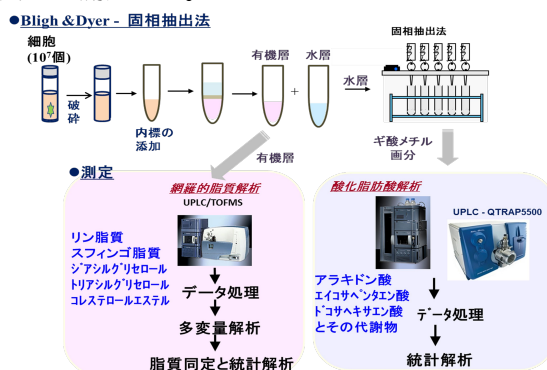 ●Bligh &Dyer - 固相抽出法
細胞
(10⁷個)
破砕
内標の
添加
有機層
+
水層
水層
固相抽出法
有機層
ギ酸メチル
画分
●測定
網羅的脂質解析
UPLC/TOFMS
リン脂質
スフィンゴ脂質
ジアシルグリセロール
トリアシルグリセロール
コレステロールエステル
データ処理
多変量解析
脂質同定と統計解析
酸化脂肪酸解析
UPLC - QTRAP5500
アラキドン酸
エイコサペンタエン酸
ドコサヘキサエン酸
とその代謝物
データ処理
統計解析